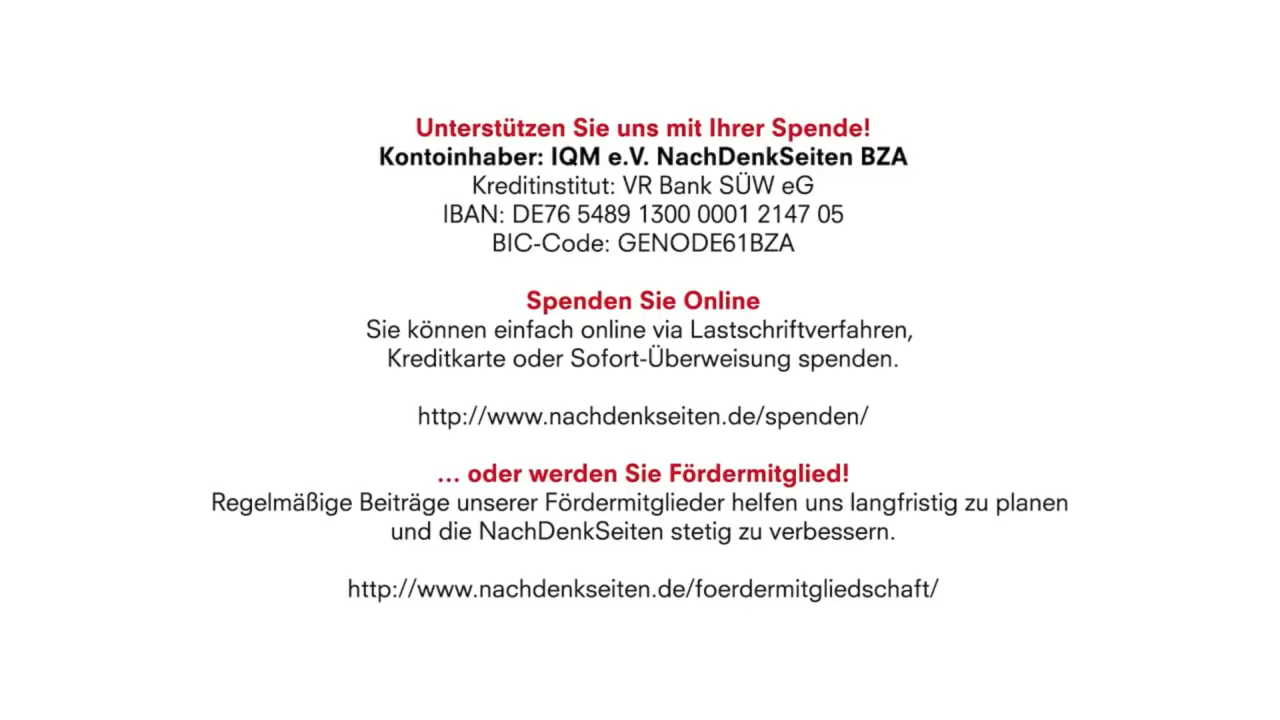 Unterstützen Sie uns mit Ihrer Spende!
Kontoinhaber: IQM e.V. NachDenkSeiten BZA
Kreditinstitut: VR Bank SÜW eG
IBAN: DE76 5489 1300 0001 2147 05
BIC-Code: GENODE61BZA
Spenden Sie Online
Sie können einfach online via Lastschriftverfahren,
Kreditkarte oder Sofort-Überweisung spenden.
http://www.nachdenkseiten.de/spenden/
... oder werden Sie Fördermitglied!
Regelmäßige Beiträge unserer Fördermitglieder helfen uns langfristig zu planen
und die NachDenkSeiten stetig zu verbessern.
http://www.nachdenkseiten.de/foerdermitgliedschaft/